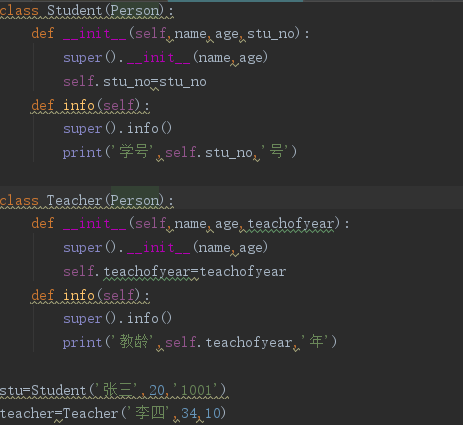 class Student(Person):
    def __init__(self,name,age,stu_no):
        super().__init__(name,age)
        self.stu_no=stu_no
    def info(self):
        super().info()
        print('学号',self.stu_no,'号')
class Teacher(Person):
    def __init__(self,name,age,teachofyear):
        super().__init__(name,age)
        self.teachofyear=teachofyear
    def info(self):
        super().info()
        print('教龄',self.teachofyear,'年')
stu=Student('张三',20,'1001')
teacher=Teacher('李四',34,10)